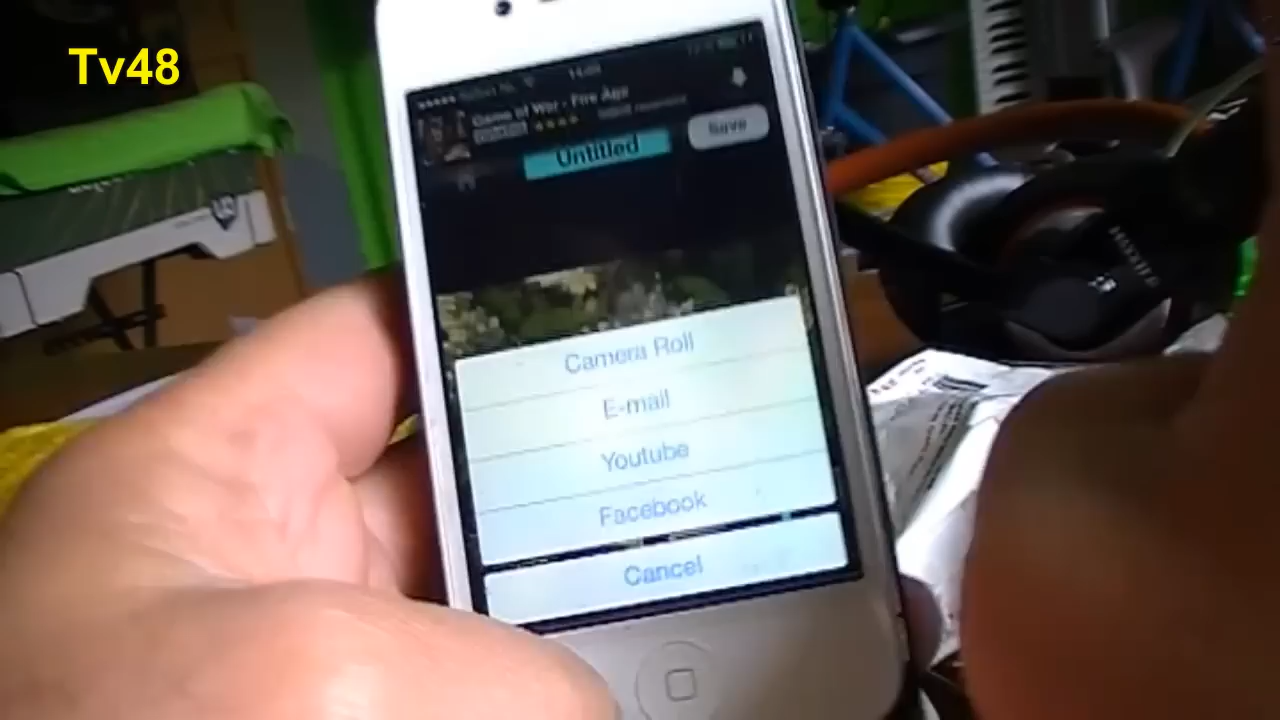 Tv48
Game of War - Fire Age
Save
Untitled
Camera Roll
E-mail
Youtube
Facebook
Cancel